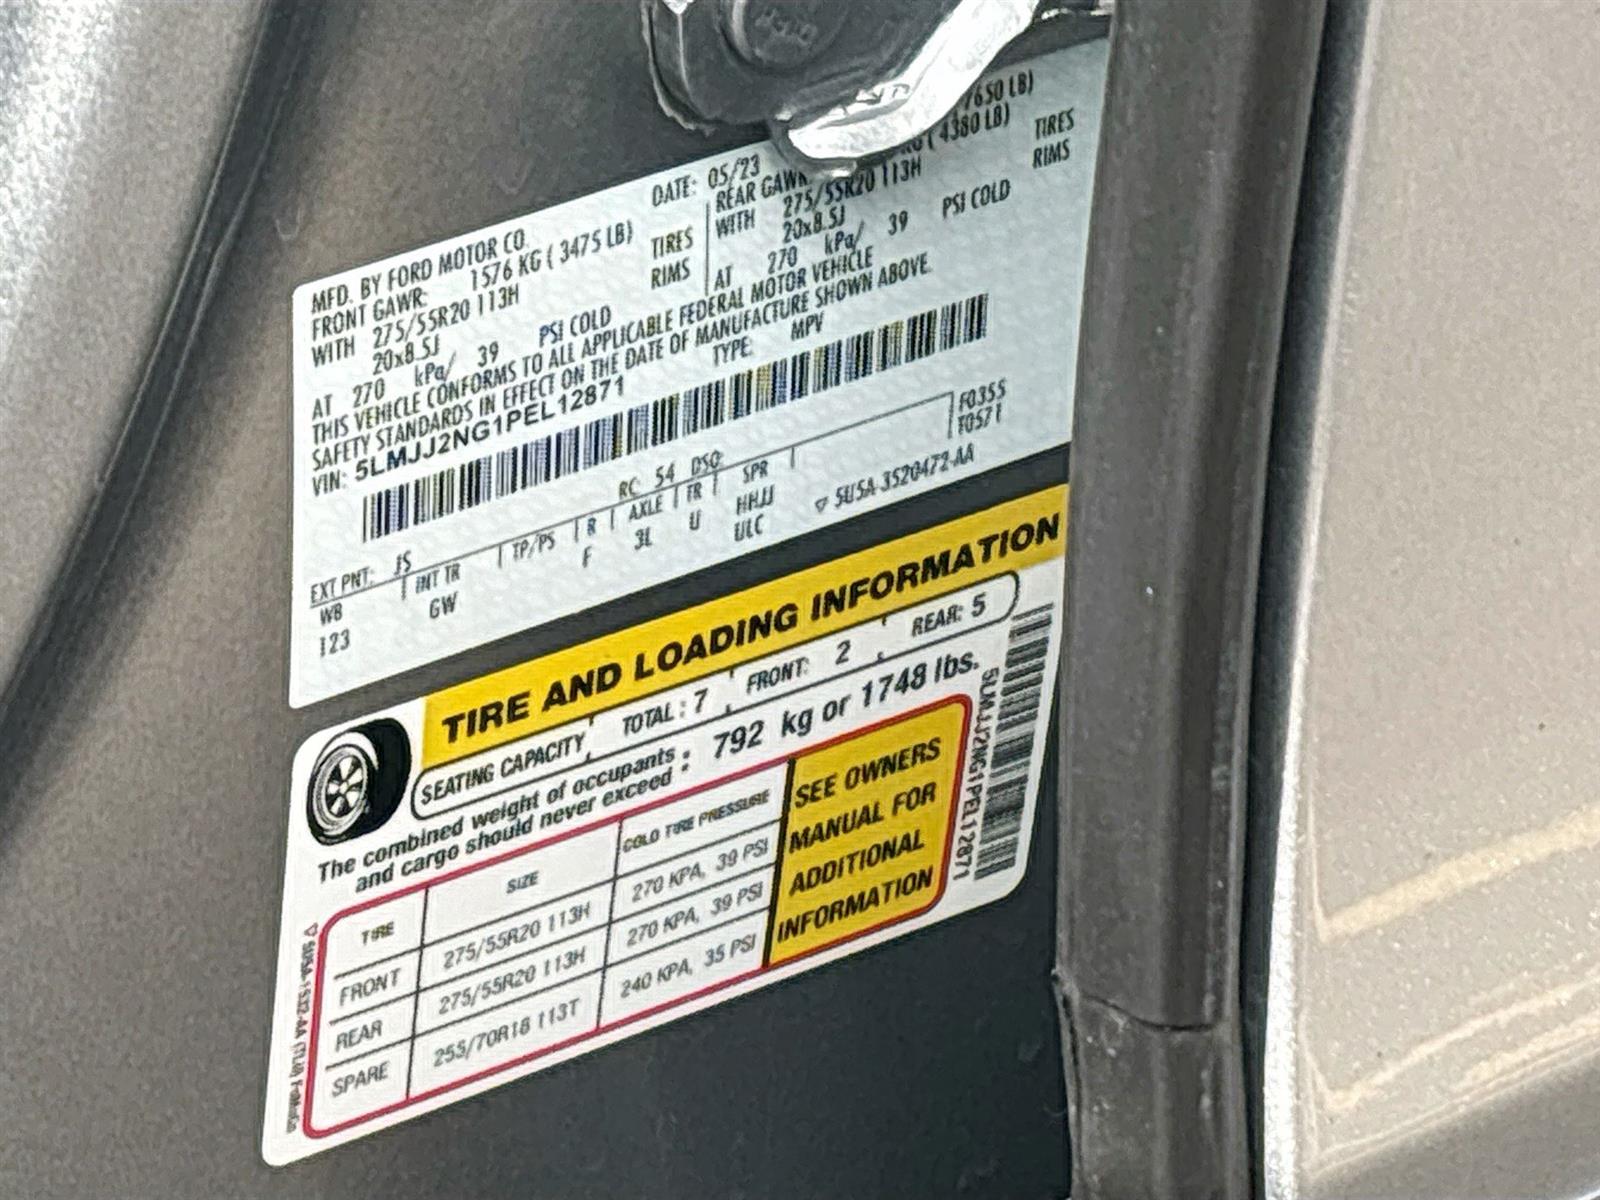 MFD. BY FORD MOTOR CO.
DATE: 05/23
7650 LB)
FRONT GAWR: 1576 KG ( 3475 LB)
REAR GAWR
KG ( 4380 LB)
WITH 275/55R20 113H TIRES
WITH 275/55R20 113H TIRES
20x8.5J RIMS
20x8.5J RIMS
AT 270 kPa/ 39 PSI COLD
AT 270 kPa/ 39 PSI COLD
THIS VEHICLE CONFORMS TO ALL APPLICABLE FEDERAL MOTOR VEHICLE
SAFETY STANDARDS IN EFFECT ON THE DATE OF MANUFACTURE SHOWN ABOVE.
VIN: 5LMJJ2NG1PEL12871 TYPE: MPV
F0355
T0571
EXT PNT: JS RC: 54 DSO:
WB INT TR TP/PS R AXLE TR SPR
123 GW F 3L U HHJJ
ULC
5U5A-3520472-AA
TIRE AND LOADING INFORMATION
SEATING CAPACITY TOTAL : 7 FRONT: 2 REAR: 5
The combined weight of occupants
and cargo should never exceed : 792 kg or 1748 lbs.
TIRE SIZE COLD TIRE PRESSURE
FRONT 275/55R20 113H 270 KPA, 39 PSI
REAR 275/55R20 113H 270 KPA, 39 PSI
SPARE 255/70R18 113T 240 KPA, 35 PSI
SEE OWNERS
MANUAL FOR
ADDITIONAL
INFORMATION
5LMJJ2NG1PEL12871